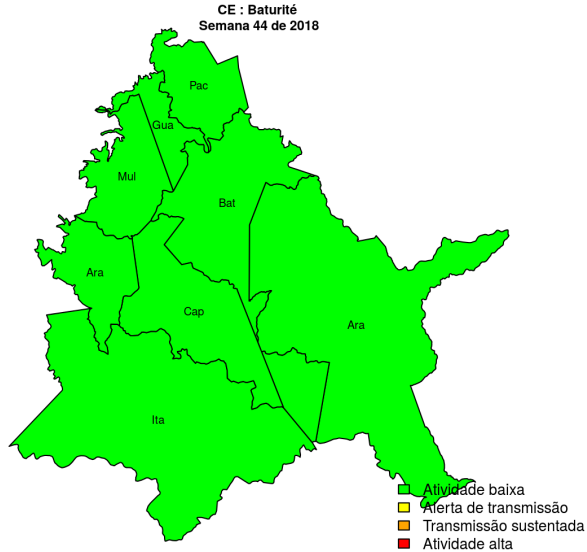 CE : Baturité
Semana 44 de 2018
Pac
Gua
Mul
Bat
Ara
Cap
Ara
Ita
Atividade baixa
Alerta de transmissão
Transmissão sustentada
Atividade alta